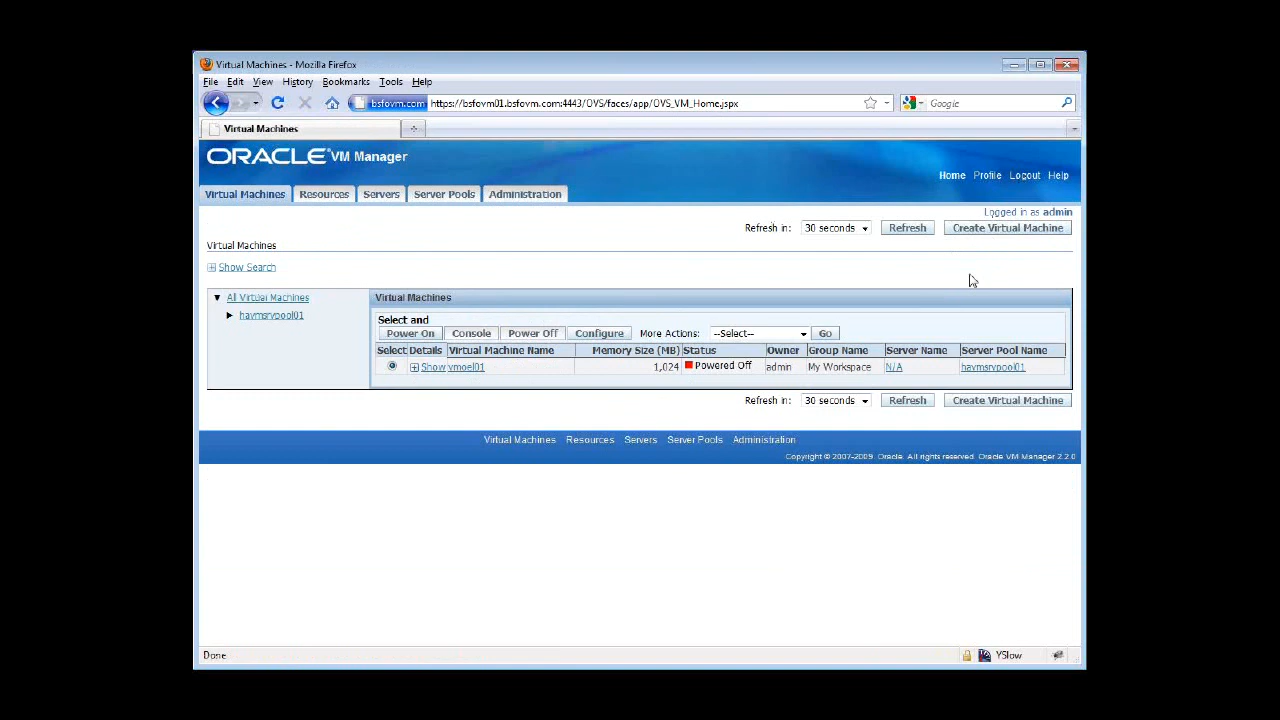 Virtual Machines - Mozilla Firefox
File Edit View History Bookmarks Tools Help
bsfovm.com https://bsfovm01.bsfovm.com:4443/OVS/faces/app/OVS_VM_Home.jspx Google
Virtual Machines
ORACLE VM Manager
Home Profile Logout Help
Virtual Machines Resources Servers Server Pools Administration
Logged in as admin
Refresh in: 30 seconds Refresh Create Virtual Machine
Virtual Machines
Show Search
All Virtual Machines
havmsrvpool01
Virtual Machines
Select and
Power On Console Power Off Configure More Actions: --Select-- Go
Select Details Virtual Machine Name Memory Size (MB) Status Owner Group Name Server Name Server Pool Name
Show vmoel01 1,024 Powered Off admin My Workspace N/A havmsrvpool01
Refresh in: 30 seconds Refresh Create Virtual Machine
Virtual Machines Resources Servers Server Pools Administration
Copyright © 2007-2009, Oracle. All rights reserved. Oracle VM Manager 2.2.0
Done YSlow